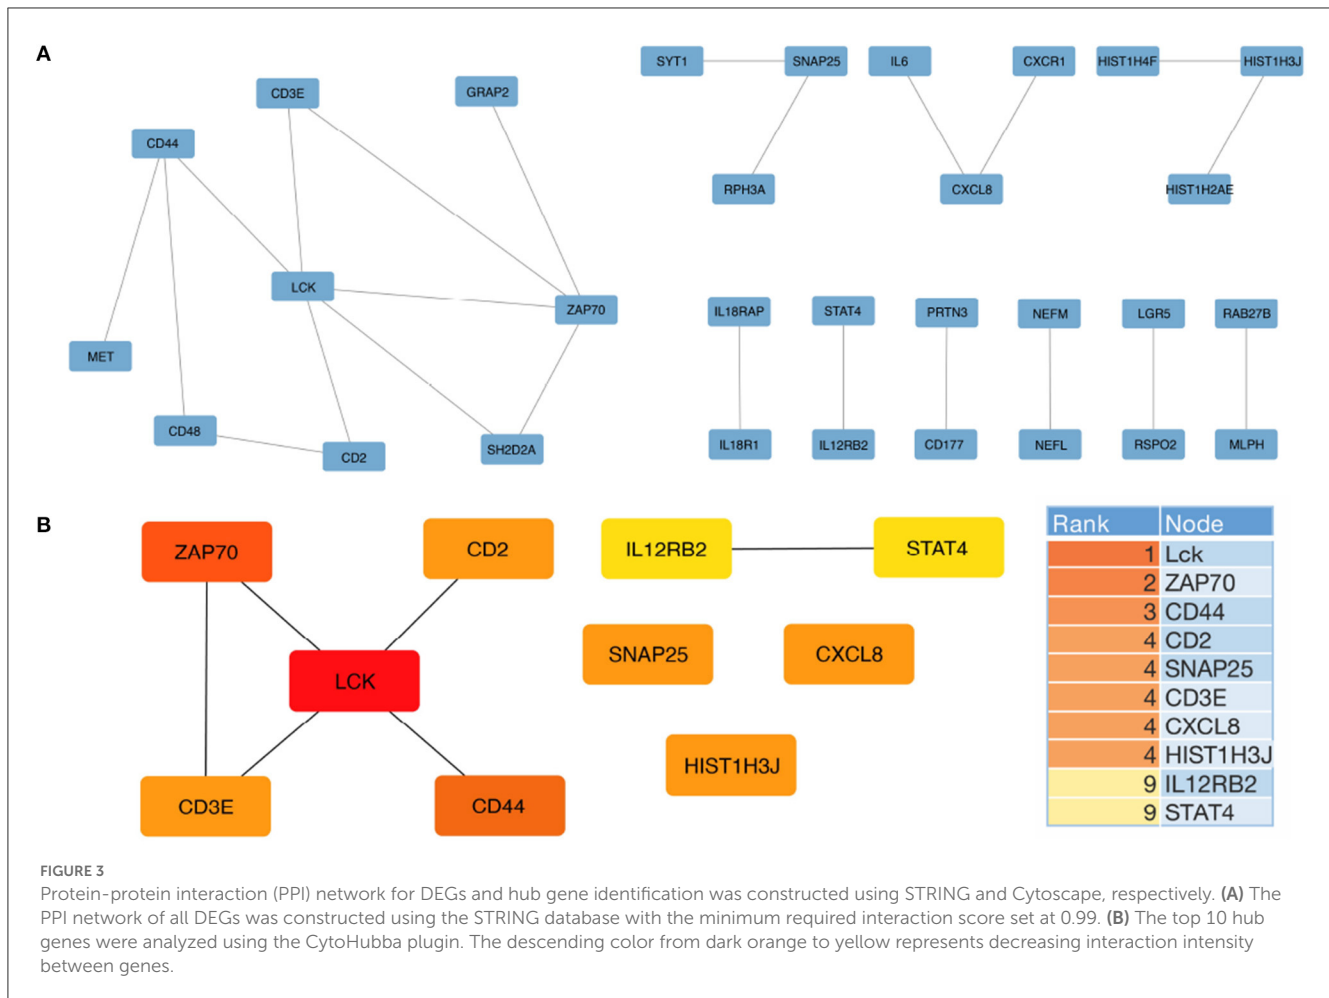 A
SYT1
SNAP25
IL6
CXCR1
HIST1H4F
HIST1H3J
CD3E
GRAP2
CD44
RPH3A
CXCL8
HIST1H2AE
LCK
ZAP70
IL18RAP
STAT4
PRTN3
NEFM
LGR5
RAB27B
MET
CD48
CD2
SH2D2A
IL18R1
IL12RB2
CD177
NEFL
RSPO2
MLPH
B
ZAP70
CD2
IL12RB2
STAT4
SNAP25
CXCL8
LCK
HIST1H3J
CD3E
CD44
Rank Node
1 Lck
2 ZAP70
3 CD44
4 CD2
4 SNAP25
4 CD3E
4 CXCL8
4 HIST1H3J
9 IL12RB2
9 STAT4
FIGURE 3
Protein-protein interaction (PPI) network for DEGs and hub gene identification was constructed using STRING and Cytoscape, respectively. (A) The
PPI network of all DEGs was constructed using the STRING database with the minimum required interaction score set at 0.99. (B) The top 10 hub
genes were analyzed using the CytoHubba plugin. The descending color from dark orange to yellow represents decreasing interaction intensity
between genes.